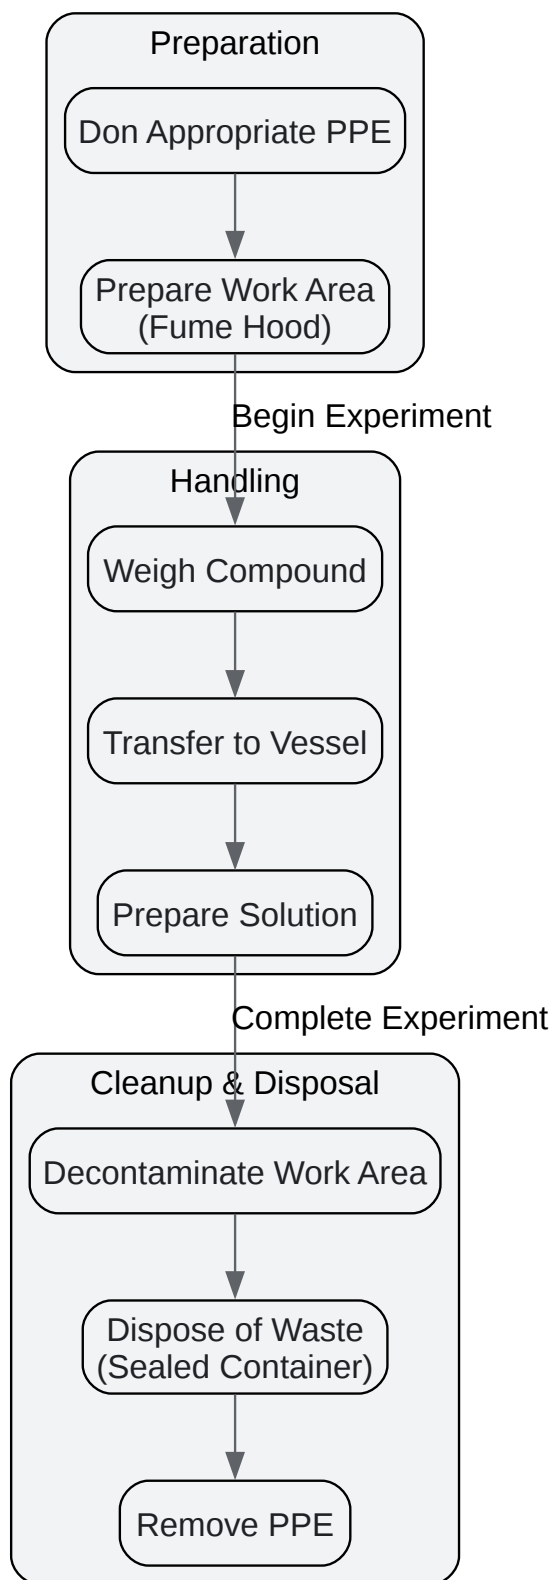 Preparation
Don Appropriate PPE
Prepare Work Area
(Fume Hood)
Begin Experiment
Handling
Weigh Compound
Transfer to Vessel
Prepare Solution
Complete Experiment
Cleanup & Disposal
Decontaminate Work Area
Dispose of Waste
(Sealed Container)
Remove PPE